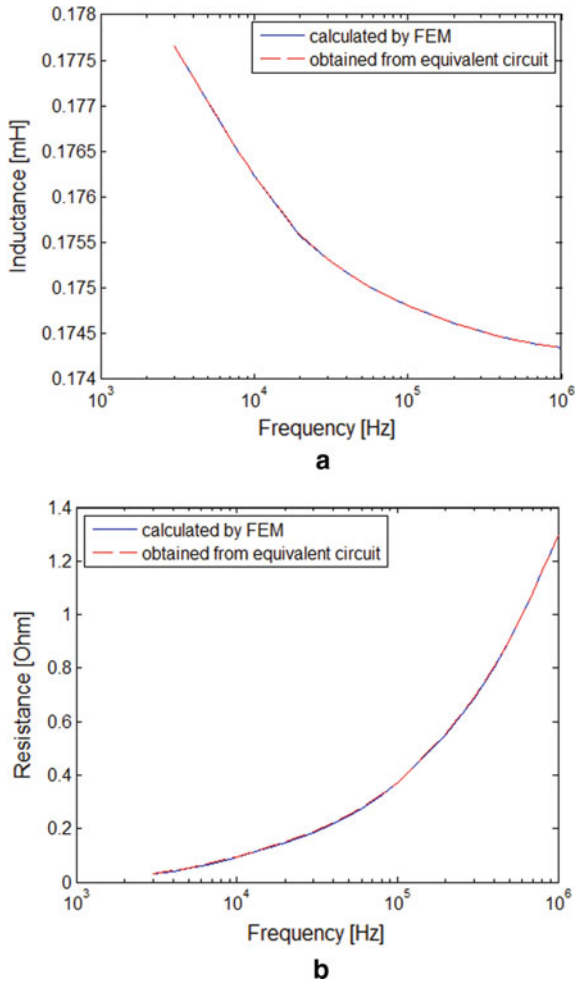 0.178
0.1775
0.177
0.1765
0.176
0.1755
0.175
0.1745
0.174
Inductance [mH]
calculated by FEM
obtained from equivalent circuit
10³ 10⁴ 10⁵ 10⁶
Frequency [Hz]
a
1.4
1.2
1
0.8
0.6
0.4
0.2
0
Resistance [Ohm]
calculated by FEM
obtained from equivalent circuit
10³ 10⁴ 10⁵ 10⁶
Frequency [Hz]
b